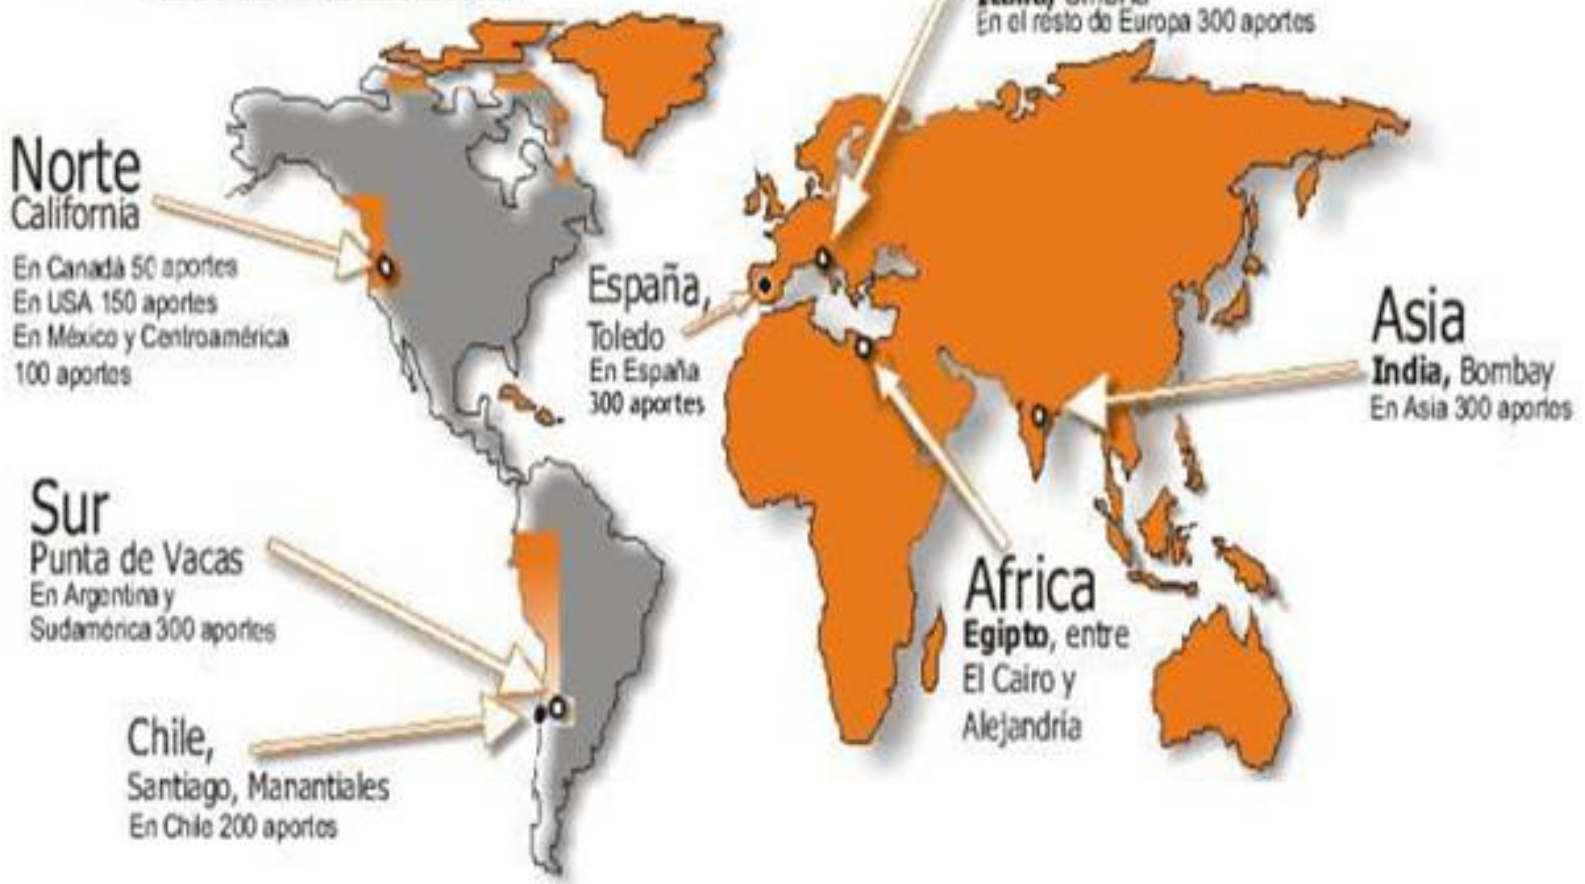 En el resto de Europa 300 aportes
Norte
California
En Canadá 50 aportes
En USA 150 aportes
En México y Centroamérica
100 aportes
España,
Toledo
En España
300 aportes
Asia
India, Bombay
En Asia 300 aportes
Sur
Punta de Vacas
En Argentina y
Sudamérica 300 aportes
Africa
Egipto, entre
El Cairo y
Alejandría
Chile,
Santiago, Manantiales
En Chile 200 aportes